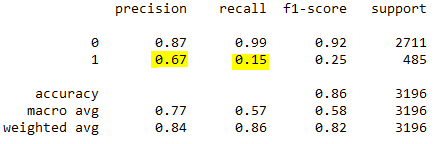 precision recall f1-score support
0 0.87 0.99 0.92 2711
1 0.67 0.15 0.25 485
accuracy 0.86 3196
macro avg 0.77 0.57 0.58 3196
weighted avg 0.84 0.86 0.82 3196